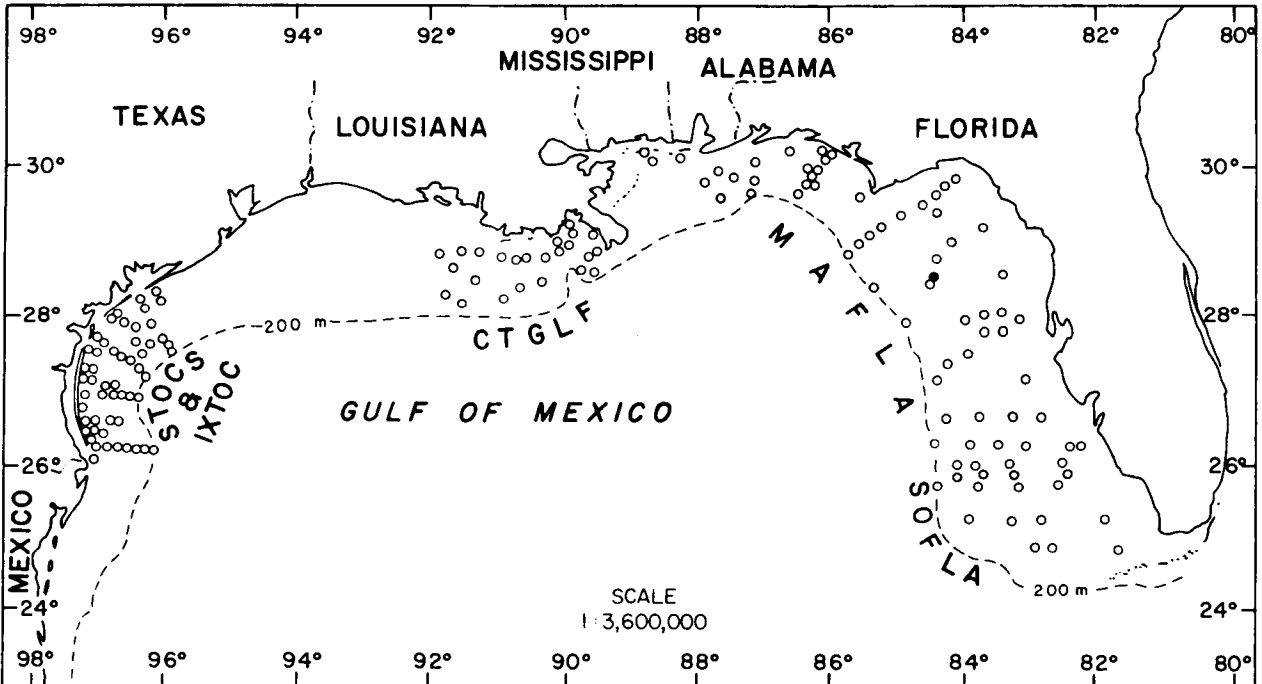 98° 96° 94° 92° 90° 88° 86° 84° 82° 80°
MISSISSIPPI ALABAMA
TEXAS LOUISIANA FLORIDA
30° 30°
MAFLA
28° 28°
200 m
CTGLF
STOCS
&
IXTOC
GULF OF MEXICO
26° 26°
SOFLA
MEXICO
200 m
SCALE
1:3,600,000
24° 24°
98° 96° 94° 92° 90° 88° 86° 84° 82° 80°